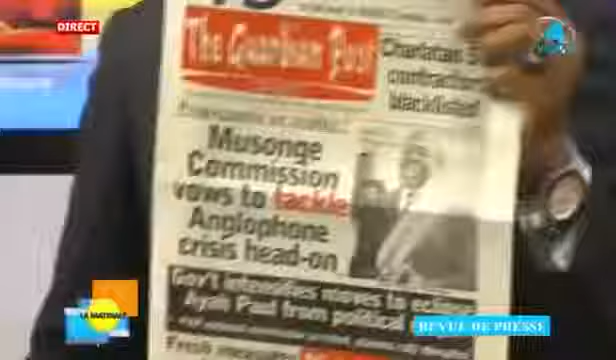 DIRECT
The Guardian Post
Charlatan
contractors
blacklisted
Musonge
Commission
vows to tackle
Anglophone
crisis head-on
Gov't intensifies moves to
Ayah Paul from political
Fresh
LA MATINALE
REVUE DE PRESSE